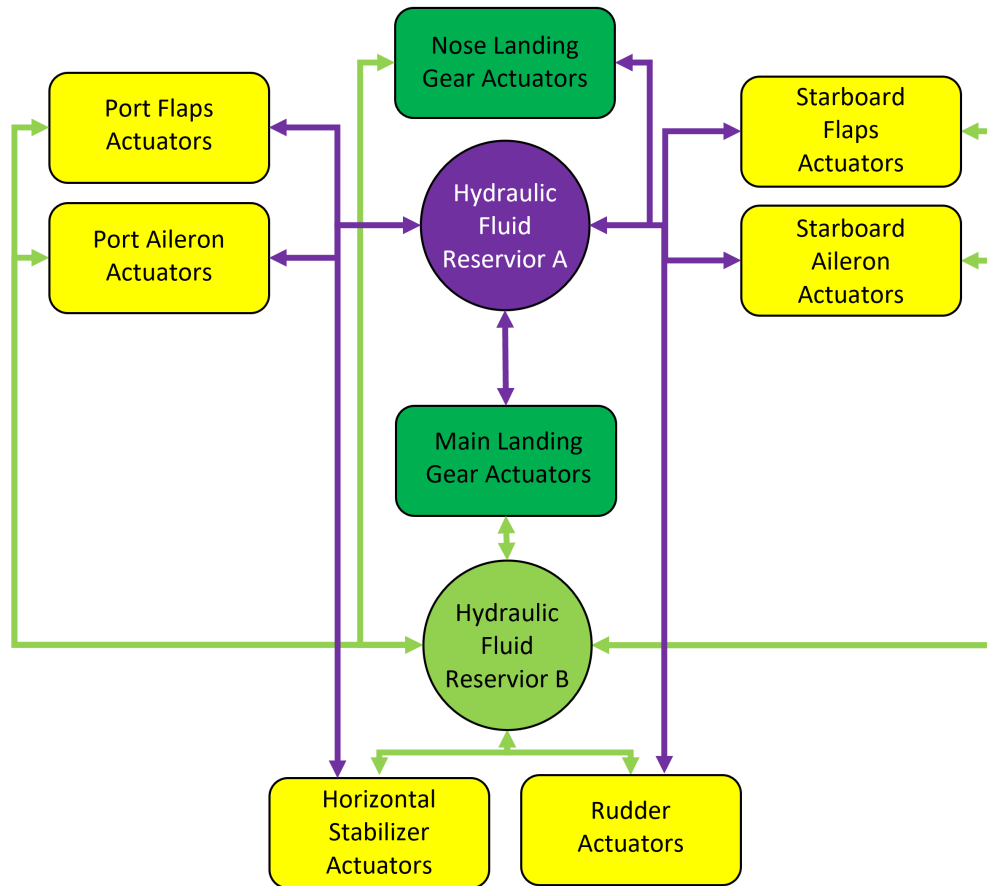 Nose Landing
Gear Actuators
Port Flaps
Actuators
Starboard
Flaps
Actuators
Hydraulic
Fluid
Reservior A
Port Aileron
Actuators
Starboard
Aileron
Actuators
Main Landing
Gear Actuators
Hydraulic
Fluid
Reservior B
Horizontal
Stabilizer
Actuators
Rudder
Actuators